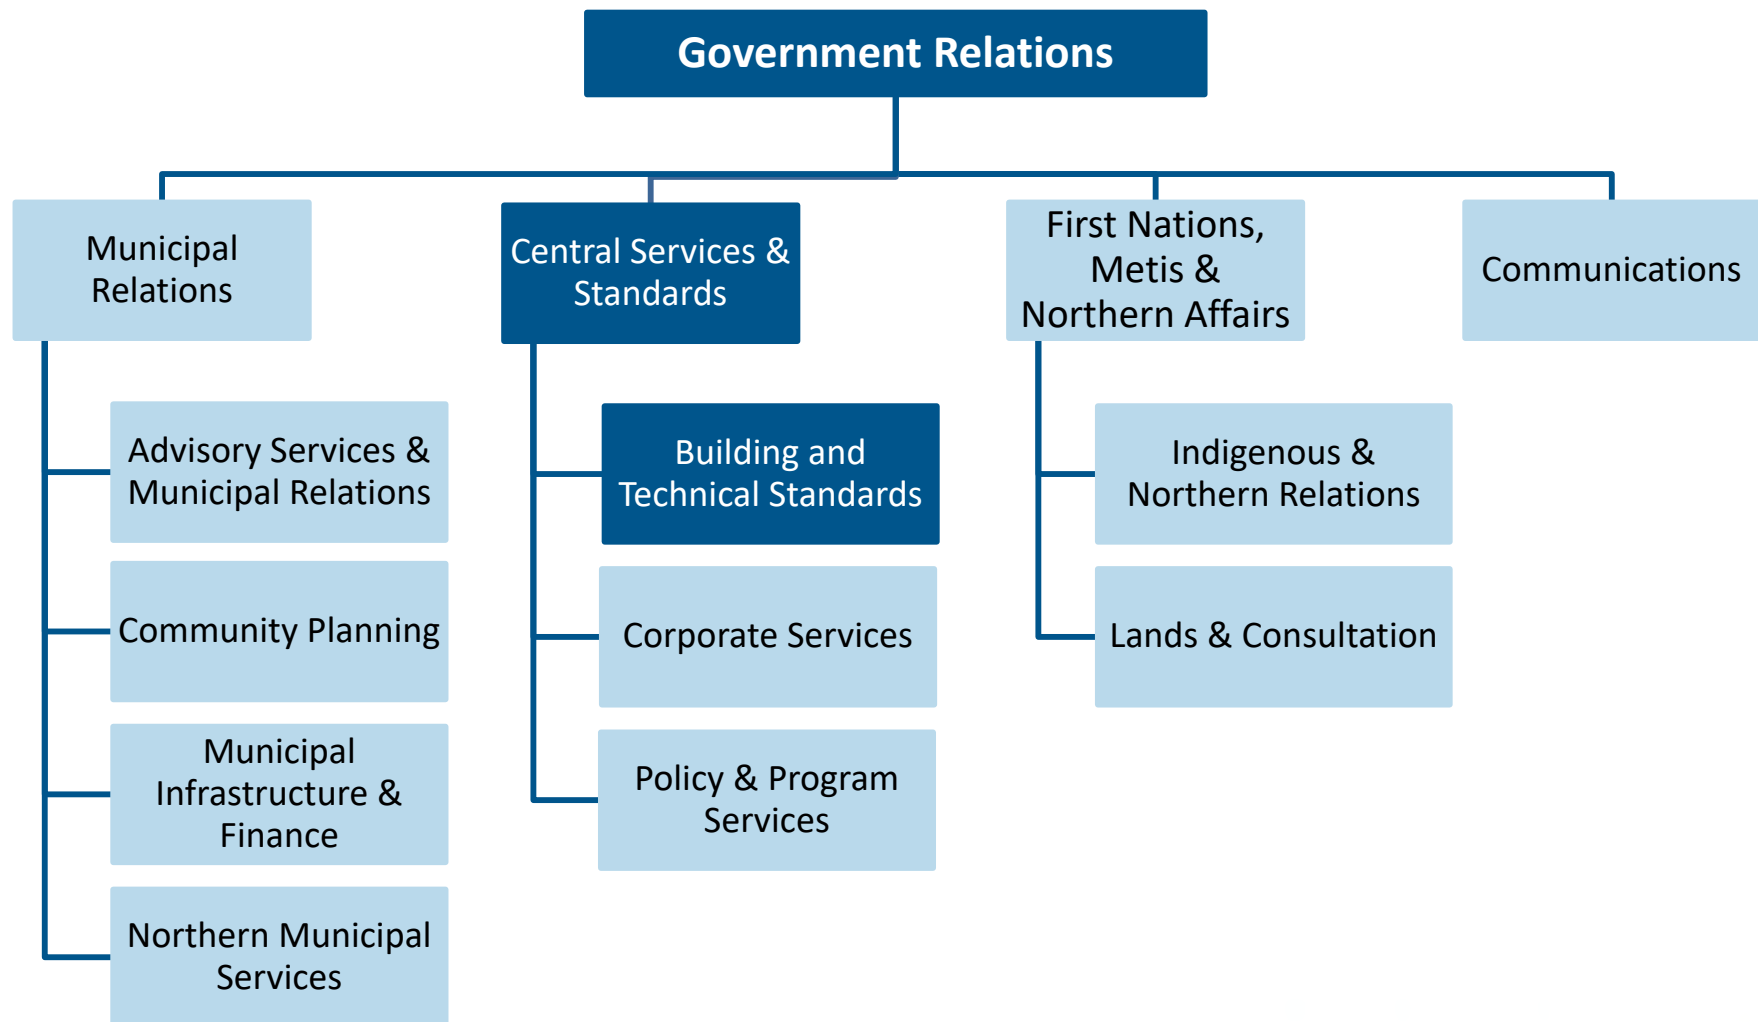 Government Relations
Municipal
Relations
Central Services &
Standards
First Nations,
Metis &
Northern Affairs
Communications
Advisory Services &
Municipal Relations
Community Planning
Municipal
Infrastructure &
Finance
Northern Municipal
Services
Building and
Technical Standards
Corporate Services
Policy & Program
Services
Indigenous &
Northern Relations
Lands & Consultation